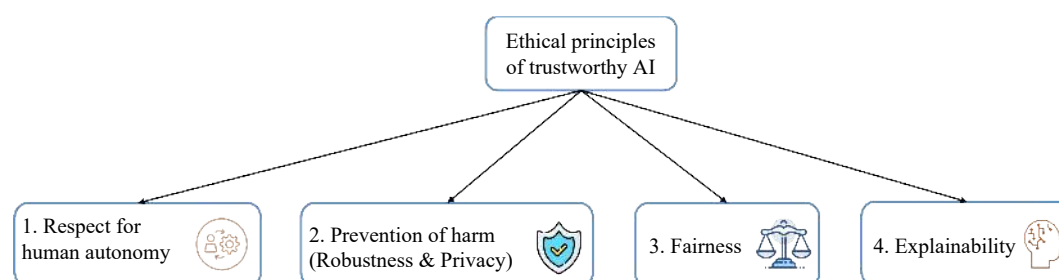 Ethical principles
of trustworthy AI
1. Respect for
human autonomy
2. Prevention of harm
(Robustness & Privacy)
3. Fairness
4. Explainability